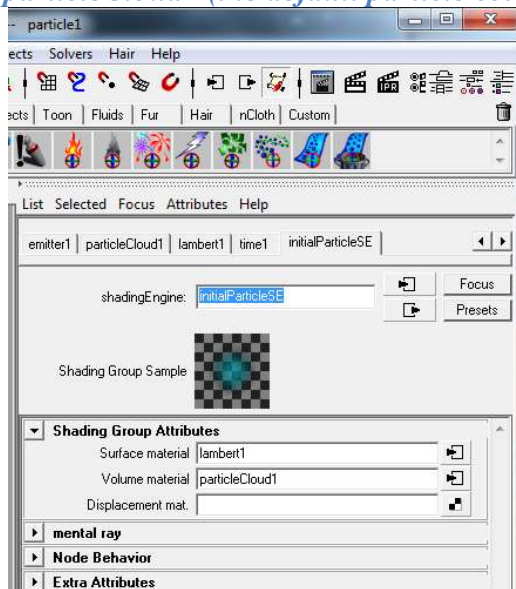 particle1
ects Solvers Hair Help
IPR
ects Toon Fluids Fur Hair nCloth Custom
List Selected Focus Attributes Help
emitter1 particleCloud1 lambert1 time1 initialParticleSE
shadingEngine: initialParticleSE
Focus
Presets
Shading Group Sample
Shading Group Attributes
Surface material lambert1
Volume material particleCloud1
Displacement mat.
mental ray
Node Behavior
Extra Attributes